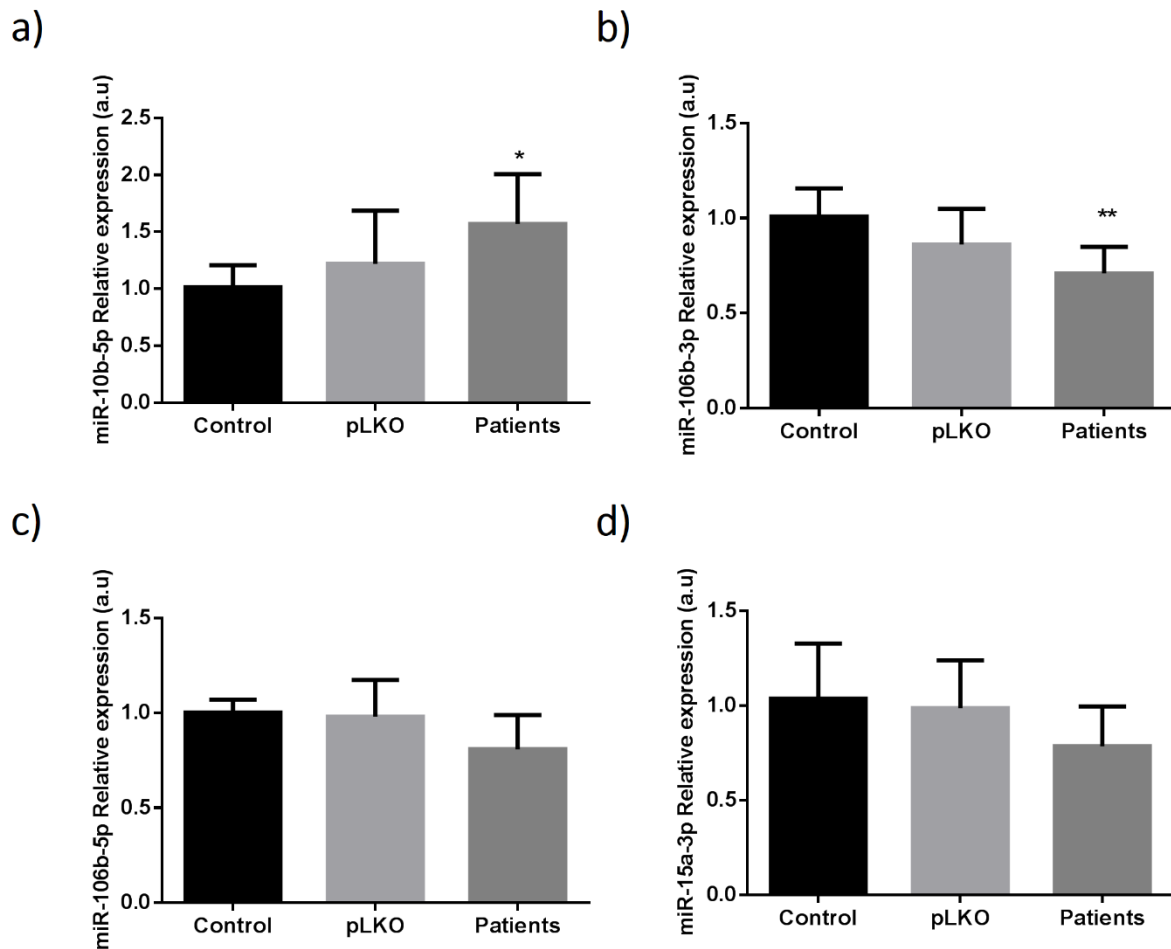 a)
miR-10b-5p Relative expression (a.u)
2.5
2.0
1.5
1.0
0.5
0.0
*
Control pLKO Patients
b)
miR-106b-3p Relative expression (a.u)
1.5
1.0
0.5
0.0
**
Control pLKO Patients
c)
miR-106b-5p Relative expression (a.u)
1.5
1.0
0.5
0.0
Control pLKO Patients
d)
miR-15a-3p Relative expression (a.u)
1.5
1.0
0.5
0.0
Control pLKO Patients